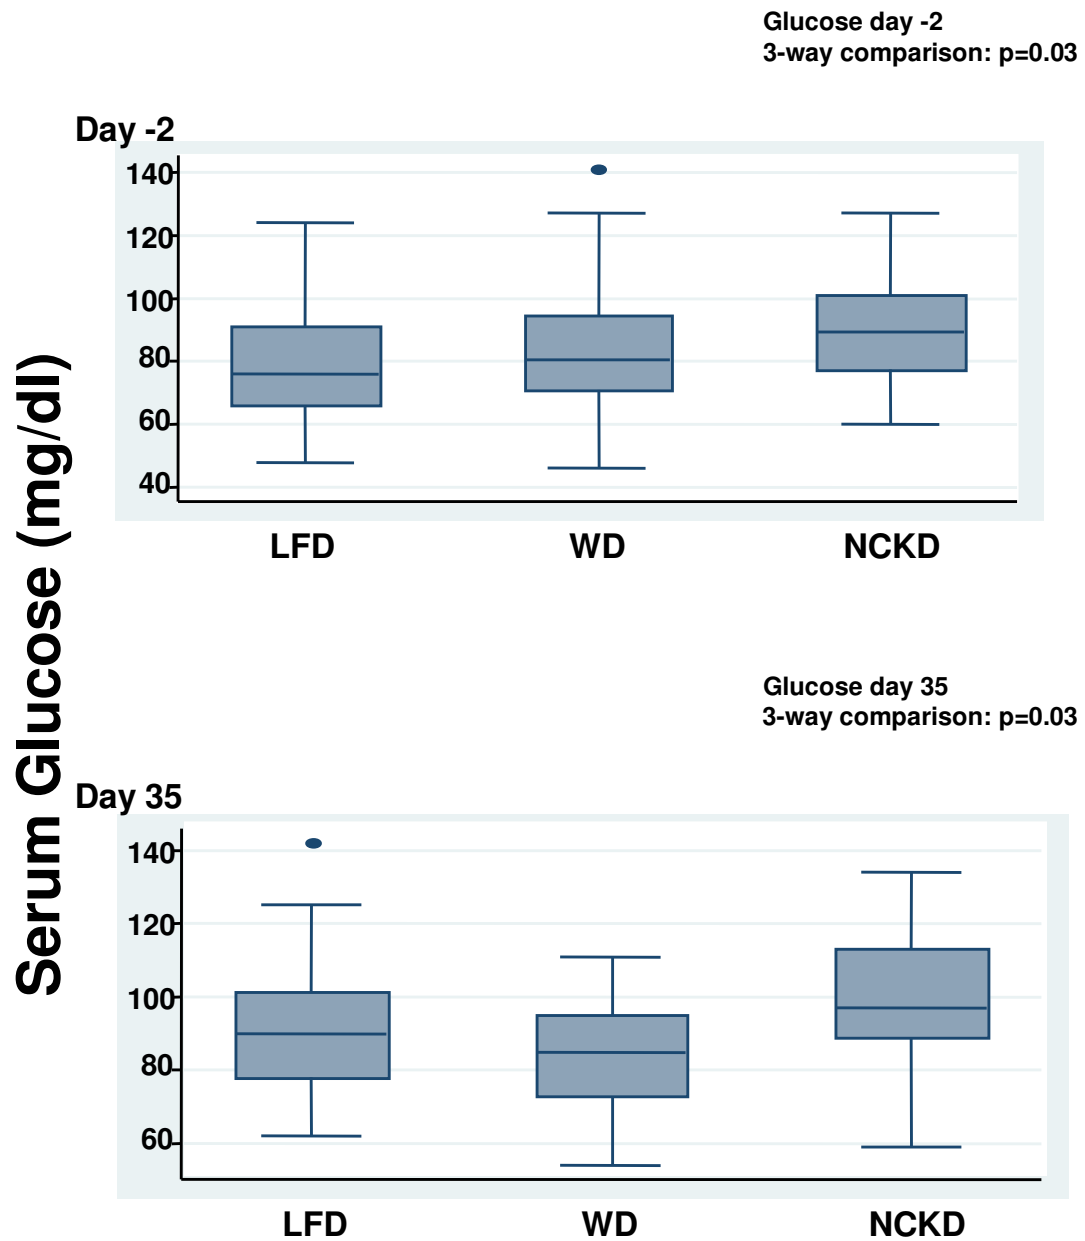 Glucose day -2
3-way comparison: p=0.03
Day -2
140
120
100
80
60
40
LFD WD NCKD
Serum Glucose (mg/dl)
Glucose day 35
3-way comparison: p=0.03
Day 35
140
120
100
80
60
LFD WD NCKD